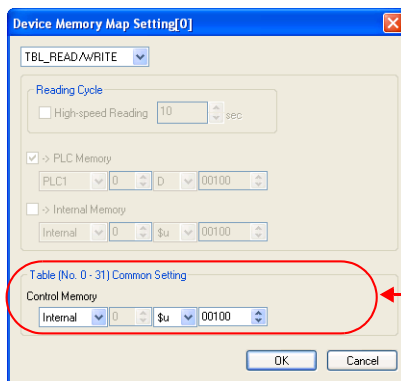 Device Memory Map Setting[0]
TBL_READ/WRITE
Reading Cycle
High-speed Reading 10 sec
-> PLC Memory
PLC1 0 D 00100
-> Internal Memory
Internal 0 $u 00100
Table (No. 0 - 31) Common Setting
Control Memory
Internal 0 $u 00100
OK Cancel